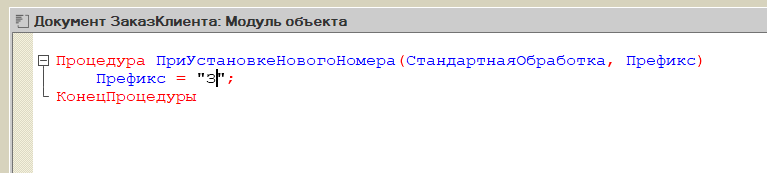 Документ ЗаказКлиента: Модуль объекта
Процедура ПриУстановкеНовогоНомера(СтандартнаяОбработка, Префикс)
Префикс = "З";
КонецПроцедуры